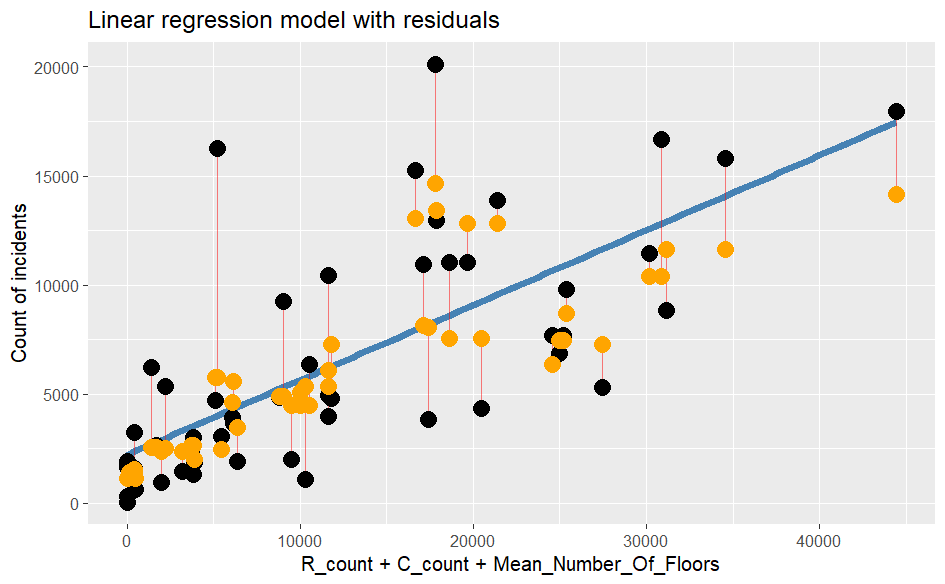 Linear regression model with residuals
Count of incidents
20000
15000
10000
5000
0
0 10000 20000 30000 40000
R_count + C_count + Mean_Number_Of_Floors